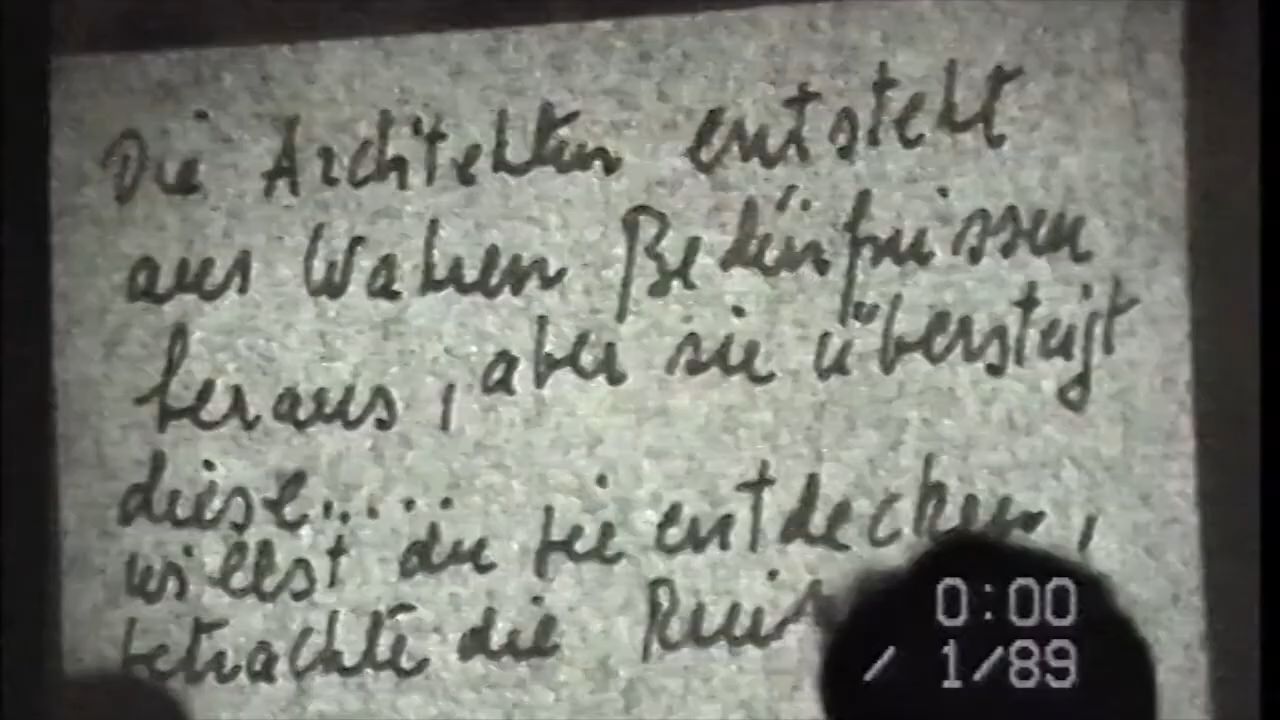 Die Architektur entsteht
aus Wahren Bedürfnissen
heraus, aber sie übersteigt
diese.....
willst du sie entdecken,
betrachte die
0:00
/ 1/89